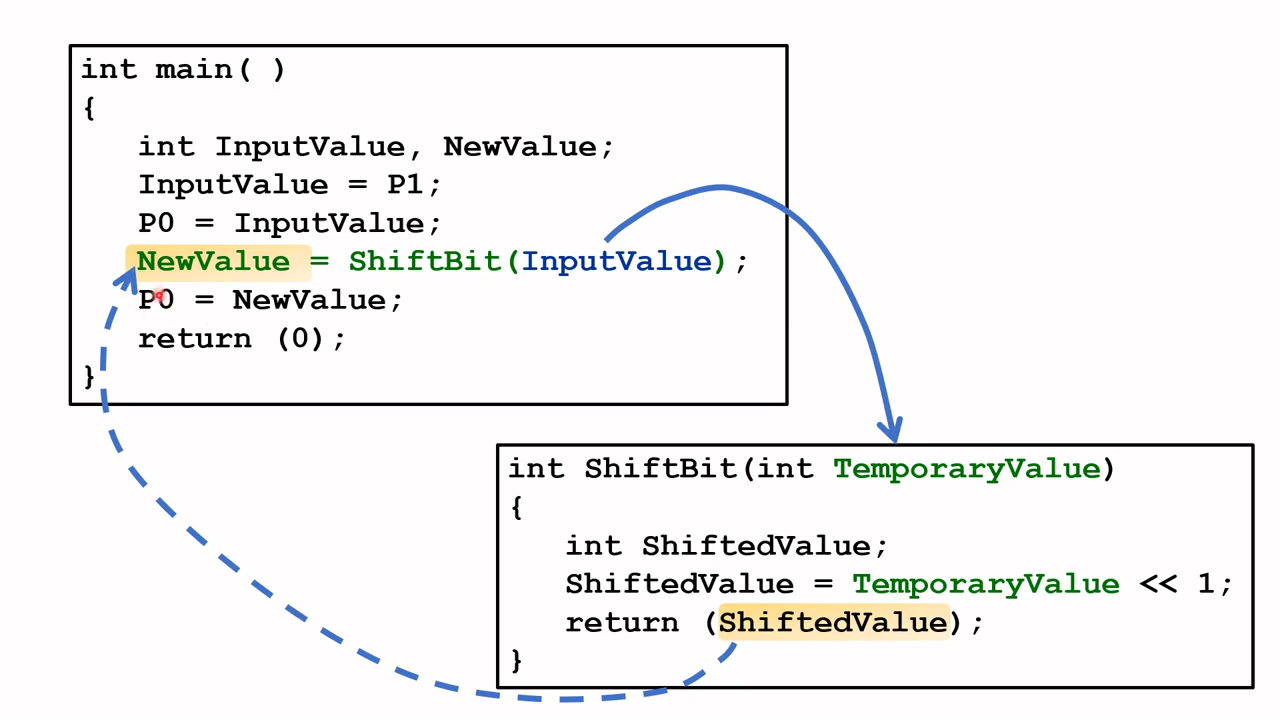 int main( )
{
int InputValue, NewValue;
InputValue = P1;
P0 = InputValue;
NewValue = ShiftBit(InputValue);
P0 = NewValue;
return (0);
}
int ShiftBit(int TemporaryValue)
{
int ShiftedValue;
ShiftedValue = TemporaryValue << 1;
return (ShiftedValue);
}